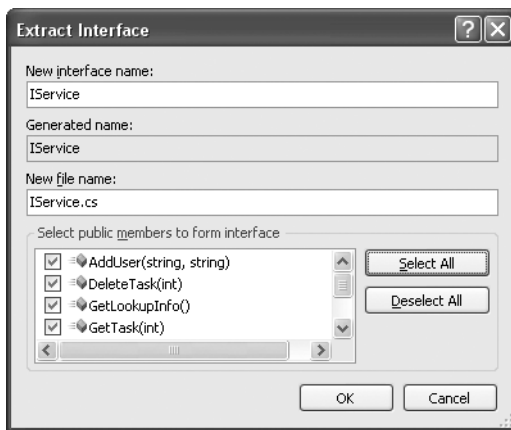 Extract Interface
New interface name:
IService
Generated name:
IService
New file name:
IService.cs
Select public members to form interface
AddUser(string, string)
DeleteTask(int)
GetLookupInfo()
GetTask(int)
Select All
Deselect All
OK
Cancel